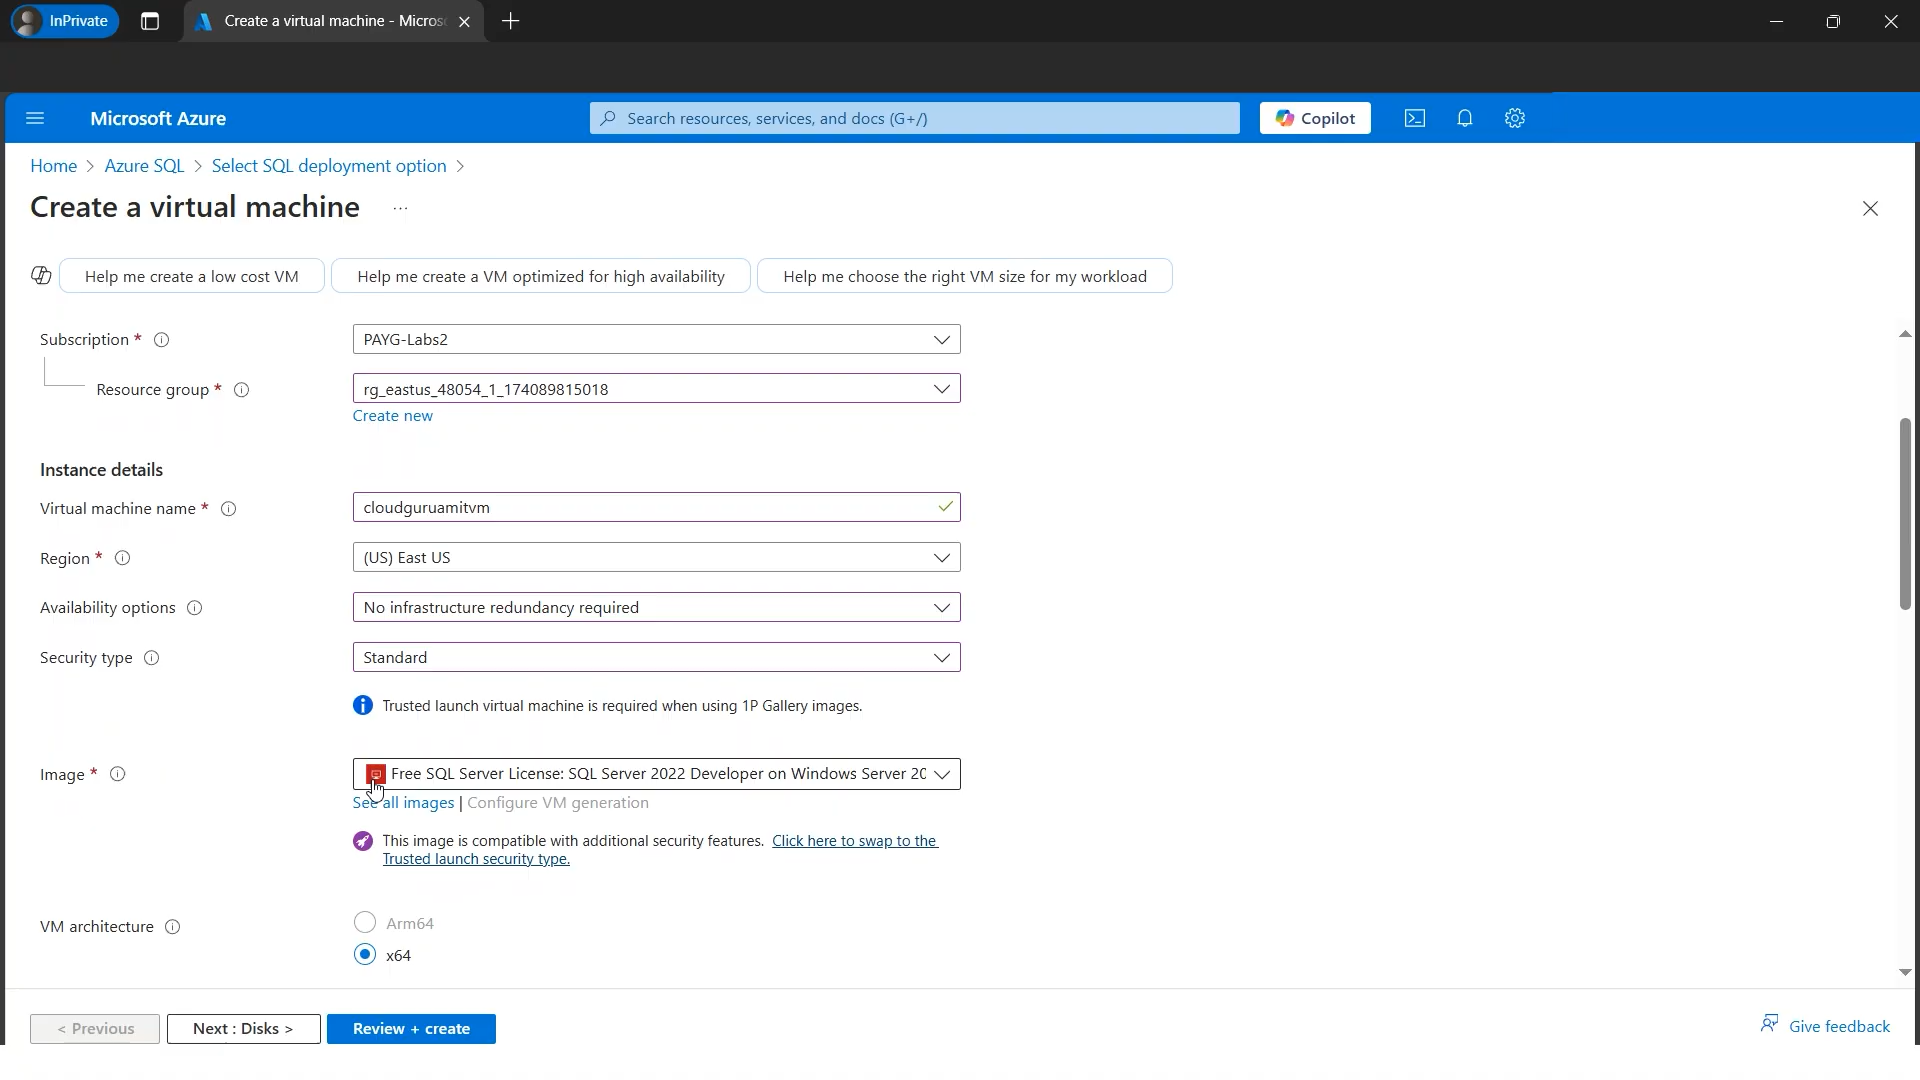 InPrivate
Create a virtual machine - Micros
Microsoft Azure
Search resources, services, and docs (G+/)
Copilot
Home > Azure SQL > Select SQL deployment option >
Create a virtual machine ...
Help me create a low cost VM
Help me create a VM optimized for high availability
Help me choose the right VM size for my workload
Subscription *
PAYG-Labs2
Resource group *
rg_eastus_48054_1_174089815018
Create new
Instance details
Virtual machine name *
cloudguruamitvm
Region *
(US) East US
Availability options
No infrastructure redundancy required
Security type
Standard
Trusted launch virtual machine is required when using 1P Gallery images.
Image *
Free SQL Server License: SQL Server 2022 Developer on Windows Server 20
See all images | Configure VM generation
This image is compatible with additional security features. Click here to swap to the
Trusted launch security type.
VM architecture
Arm64
x64
< Previous
Next : Disks >
Review + create
Give feedback